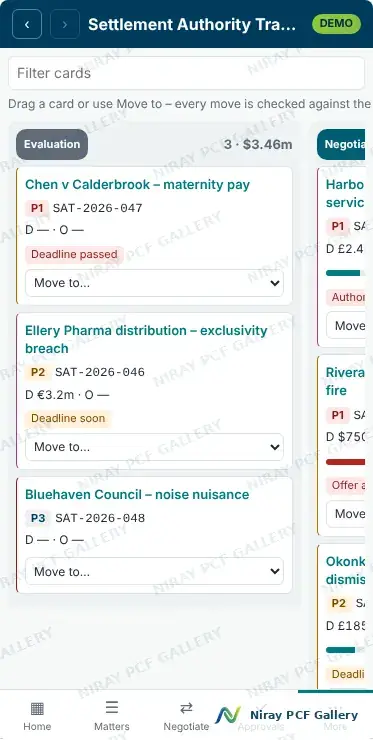 ‹ › Settlement Authority Tra... DEMO
Filter cards
Drag a card or use Move to – every move is checked against the
Evaluation 3 · $3.46m
Chen v Calderbrook – maternity pay
P1 SAT-2026-047
D — · O —
Deadline passed
Move to...
Ellery Pharma distribution – exclusivity
breach
P2 SAT-2026-046
D €3.2m · O —
Deadline soon
Move to...
Bluehaven Council – noise nuisance
P3 SAT-2026-048
D — · O —
Move to...
Negotia
Harbo
servic
P1 SA
D £2.4
Author
Move
Rivera
fire
P1 SA
D $750
Offer a
Move
Okonk
dismis
P2 SA
D £185
Deadli
Home Matters Negotiate Approvals More
Niray PCF Gallery
NIRAY PCF GALLERY